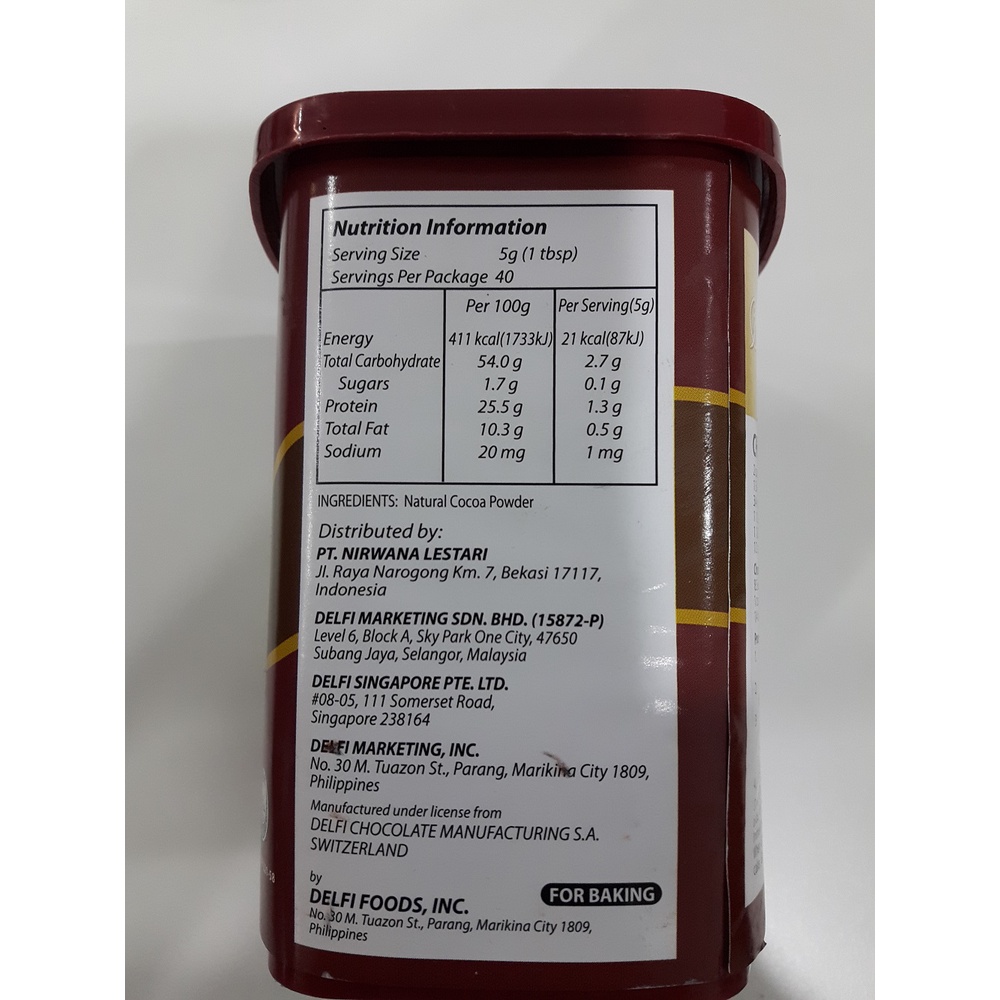 Nutrition Information
Serving Size 5g (1 tbsp)
Servings Per Package 40
Per 100g Per Serving(5g)
Energy 411 kcal(1733kJ) 21 kcal(87kJ)
Total Carbohydrate 54.0 g 2.7 g
Sugars 1.7 g 0.1 g
Protein 25.5 g 1.3 g
Total Fat 10.3 g 0.5 g
Sodium 20 mg 1 mg
INGREDIENTS: Natural Cocoa Powder
Distributed by:
PT. NIRWANA LESTARI
Jl. Raya Narogong Km. 7, Bekasi 17117,
Indonesia
DELFI MARKETING SDN. BHD. (15872-P)
Level 6, Block A, Sky Park One City, 47650
Subang Jaya, Selangor, Malaysia
DELFI SINGAPORE PTE. LTD.
#08-05, 111 Somerset Road,
Singapore 238164
DELFI MARKETING, INC.
No. 30 M. Tuazon St., Parang, Marikina City 1809,
Philippines
Manufactured under license from
DELFI CHOCOLATE MANUFACTURING S.A.
SWITZERLAND
by
DELFI FOODS, INC.
No. 30 M. Tuazon St., Parang, Marikina City 1809,
Philippines
FOR BAKING